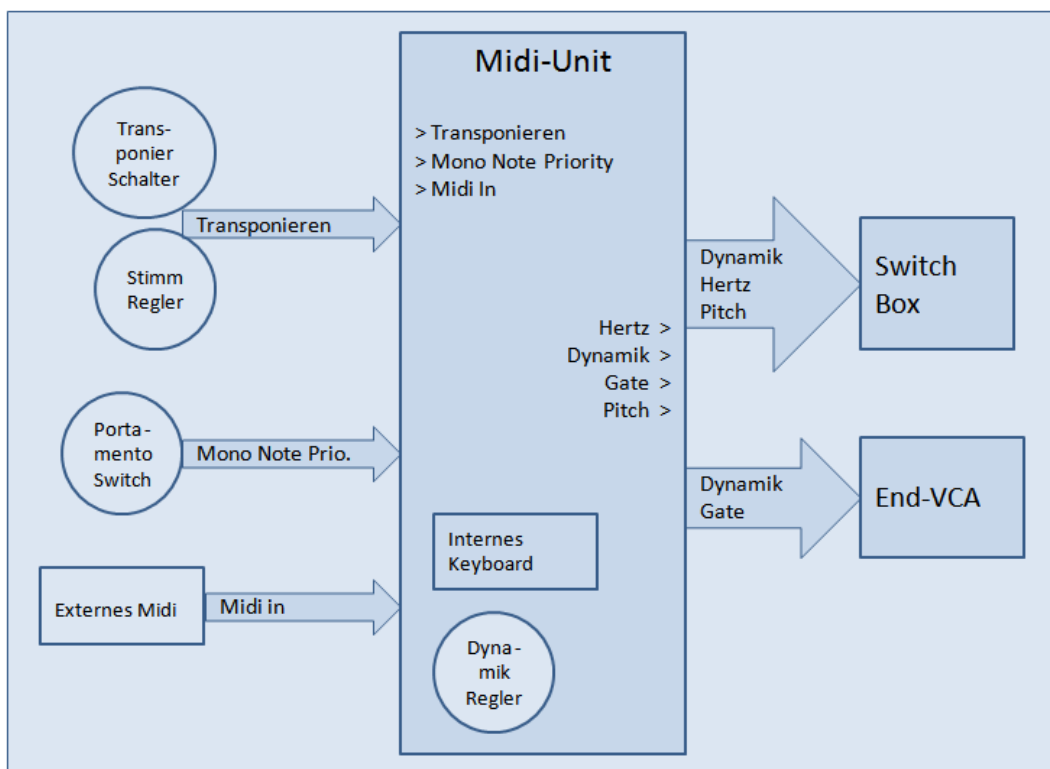 Midi-Unit
Trans-
ponier
Schalter
> Transponieren
> Mono Note Priority
> Midi In
Transponieren
Stimm
Regler
Dynamik
Hertz
Pitch
Switch
Box
Hertz >
Dynamik >
Gate >
Pitch >
Porta-
mento
Switch
Mono Note Prio.
Dynamik
Gate
End-VCA
Internes
Keyboard
Externes Midi
Midi in
Dyna-
mik
Regler